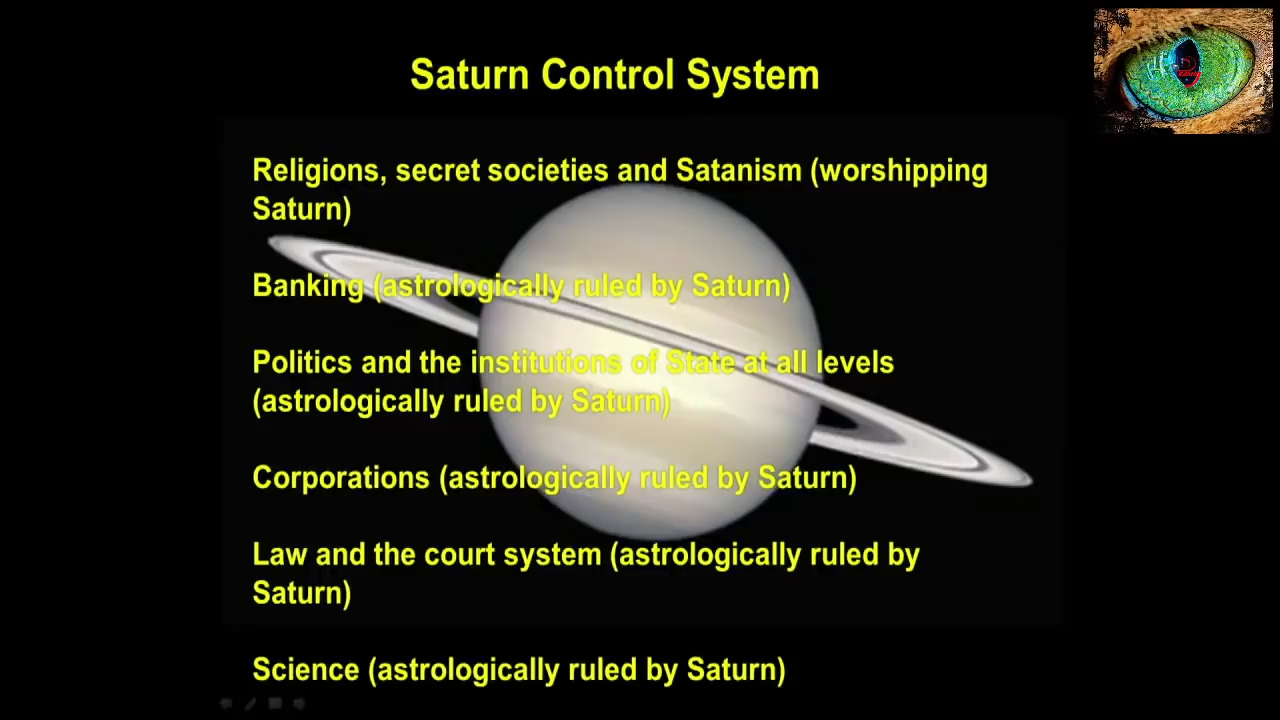 Saturn Control System
Religions, secret societies and Satanism (worshipping
Saturn)
Banking (astrologically ruled by Saturn)
Politics and the institutions of State at all levels
(astrologically ruled by Saturn)
Corporations (astrologically ruled by Saturn)
Law and the court system (astrologically ruled by
Saturn)
Science (astrologically ruled by Saturn)